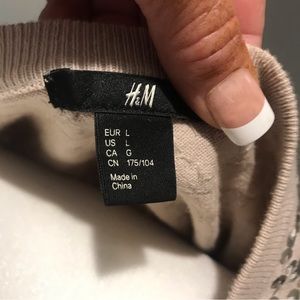 H&M
EUR L
US L
CA G
CN 175/104
Made in
China